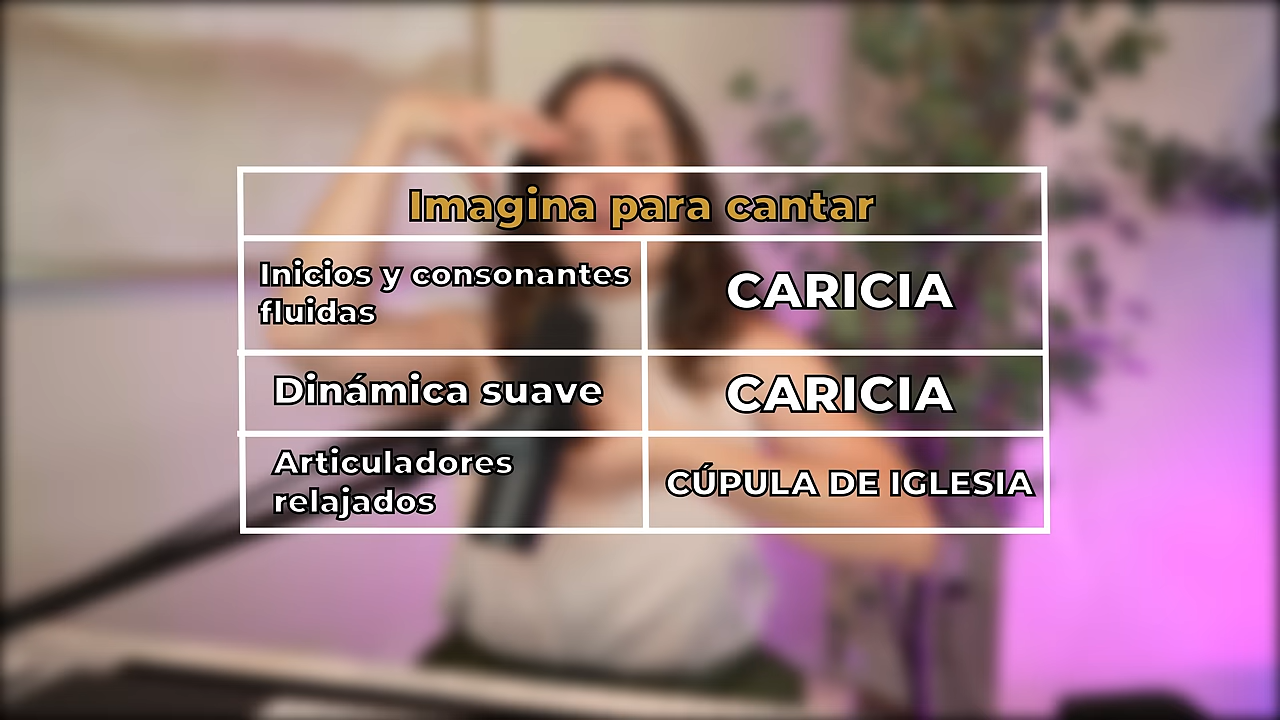 Imagina para cantar
Inicios y consonantes
fluidas
CARICIA
Dinámica suave
CARICIA
Articuladores
relajados
CÚPULA DE IGLESIA